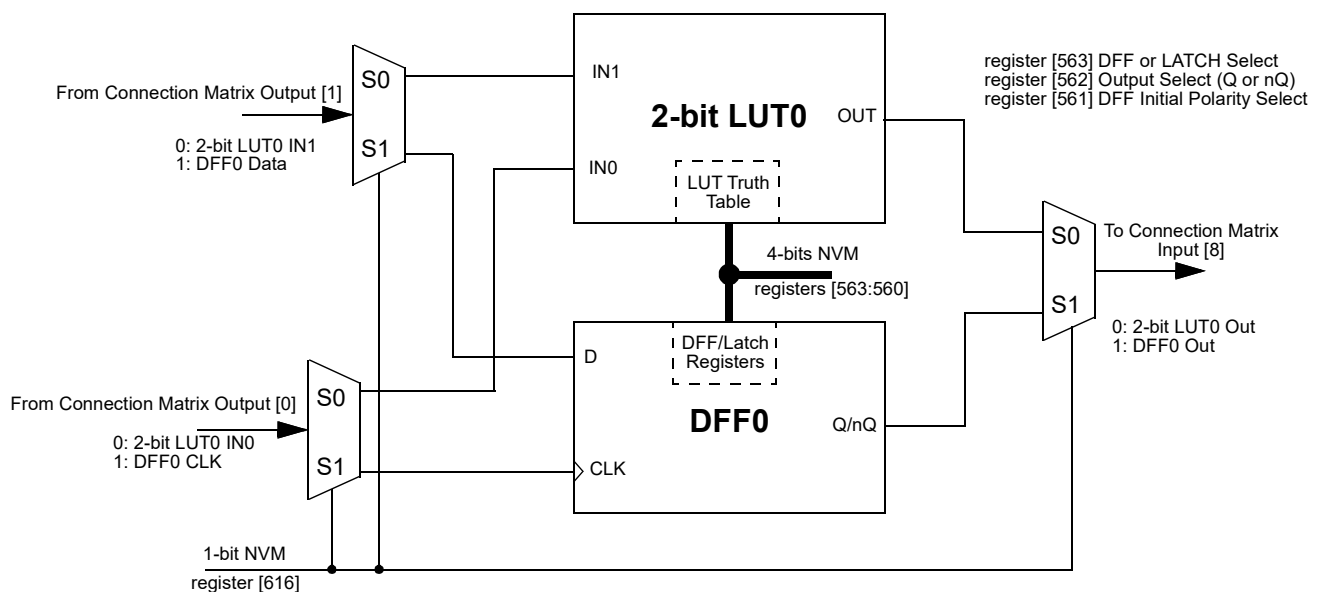 register [563] DFF or LATCH Select
register [562] Output Select (Q or nQ)
register [561] DFF Initial Polarity Select
From Connection Matrix Output [1]
0: 2-bit LUT0 IN1
1: DFF0 Data
S0
S1
IN1
IN0
2-bit LUT0
OUT
LUT Truth
Table
4-bits NVM
registers [563:560]
S0
S1
To Connection Matrix
Input [8]
0: 2-bit LUT0 Out
1: DFF0 Out
From Connection Matrix Output [0]
0: 2-bit LUT0 IN0
1: DFF0 CLK
S0
S1
D
DFF/Latch
Registers
DFF0
Q/nQ
CLK
1-bit NVM
register [616]